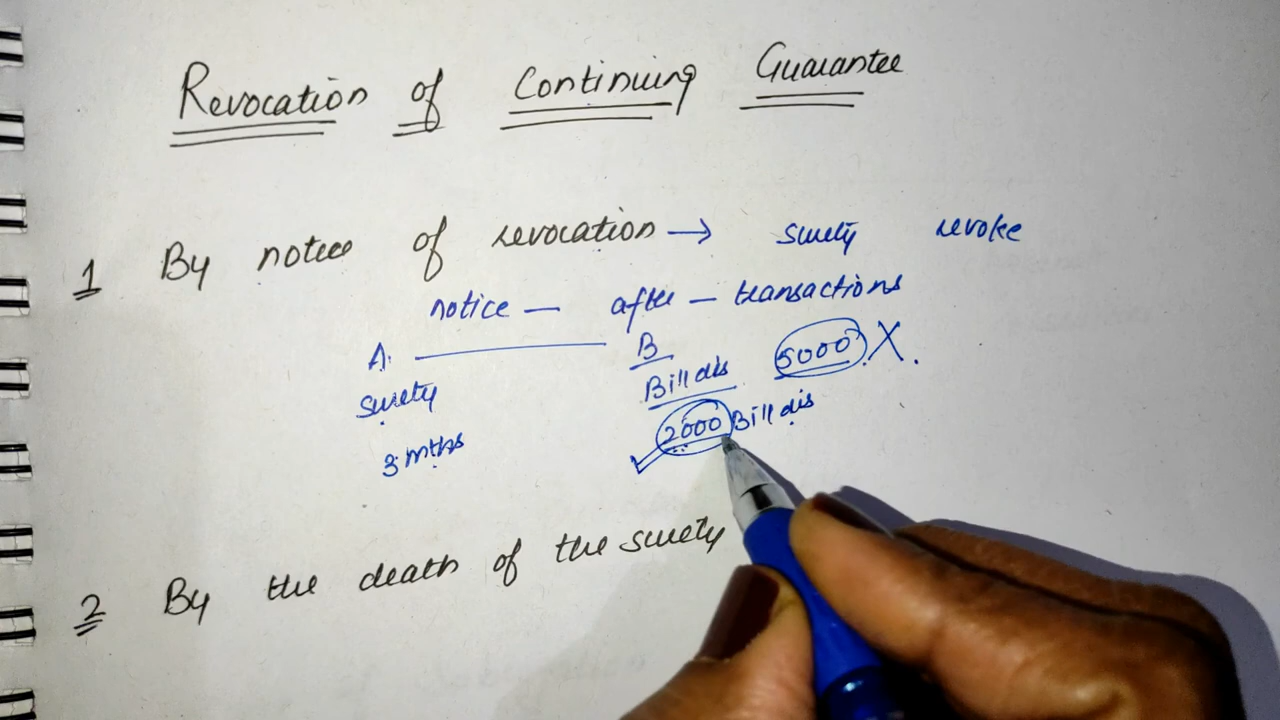 Revocation of Continuing Guarantee
1 By notice of revocation → surety revoke
notice — after — transactions
A. — B
Bill dis 5000 X.
surety
2000 Bill dis
3 mths
2 By the death of the surety